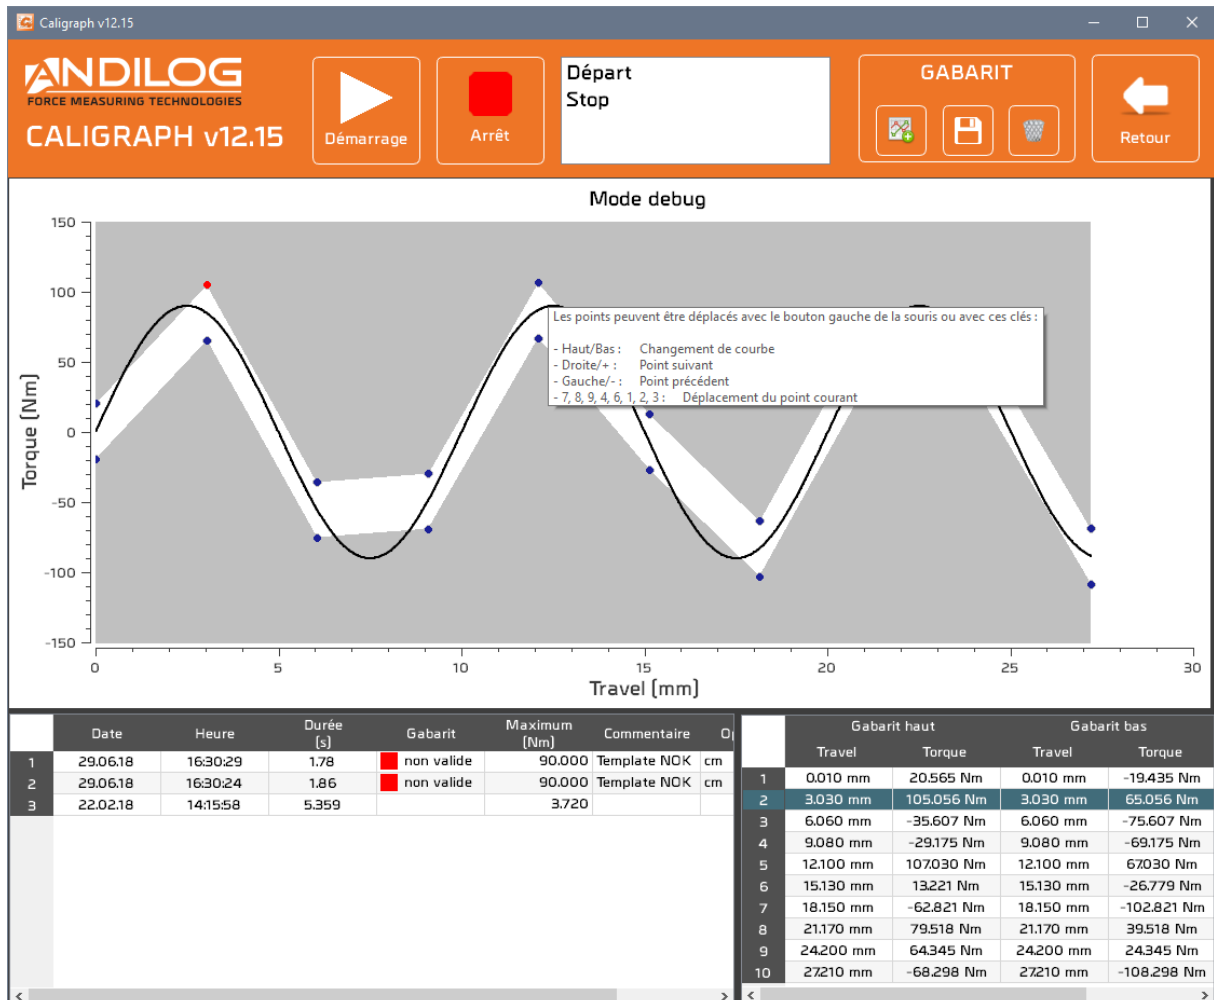 Caligraph v12.15
ANDILOG
FORCE MEASURING TECHNOLOGIES
CALIGRAPH v12.15
Démarrage
Arrêt
Départ
Stop
GABARIT
Retour
Mode debug
150
100
50
0
-50
-100
-150
Torque [Nm]
Les points peuvent être déplacés avec le bouton gauche de la souris ou avec ces clés :
- Haut/Bas : Changement de courbe
- Droite/+ : Point suivant
- Gauche/- : Point précédent
- 7, 8, 9, 4, 6, 1, 2, 3 : Déplacement du point courant
0 5 10 15 20 25 30
Travel [mm]
Date Heure Durée [s] Gabarit Maximum [Nm] Commentaire Op
1 29.06.18 16:30:29 1.78 non valide 90.000 Template NOK cm
2 29.06.18 16:30:24 1.86 non valide 90.000 Template NOK cm
3 22.02.18 14:15:58 5.359 3.720
Gabarit haut Gabarit bas
Travel Torque Travel Torque
1 0.010 mm 20.565 Nm 0.010 mm -19.435 Nm
2 3.030 mm 105.056 Nm 3.030 mm 65.056 Nm
3 6.060 mm -35.607 Nm 6.060 mm -75.607 Nm
4 9.080 mm -29.175 Nm 9.080 mm -69.175 Nm
5 12.100 mm 107.030 Nm 12.100 mm 67.030 Nm
6 15.130 mm 13.221 Nm 15.130 mm -26.779 Nm
7 18.150 mm -62.821 Nm 18.150 mm -102.821 Nm
8 21.170 mm 79.518 Nm 21.170 mm 39.518 Nm
9 24.200 mm 64.345 Nm 24.200 mm 24.345 Nm
10 27.210 mm -68.298 Nm 27.210 mm -108.298 Nm